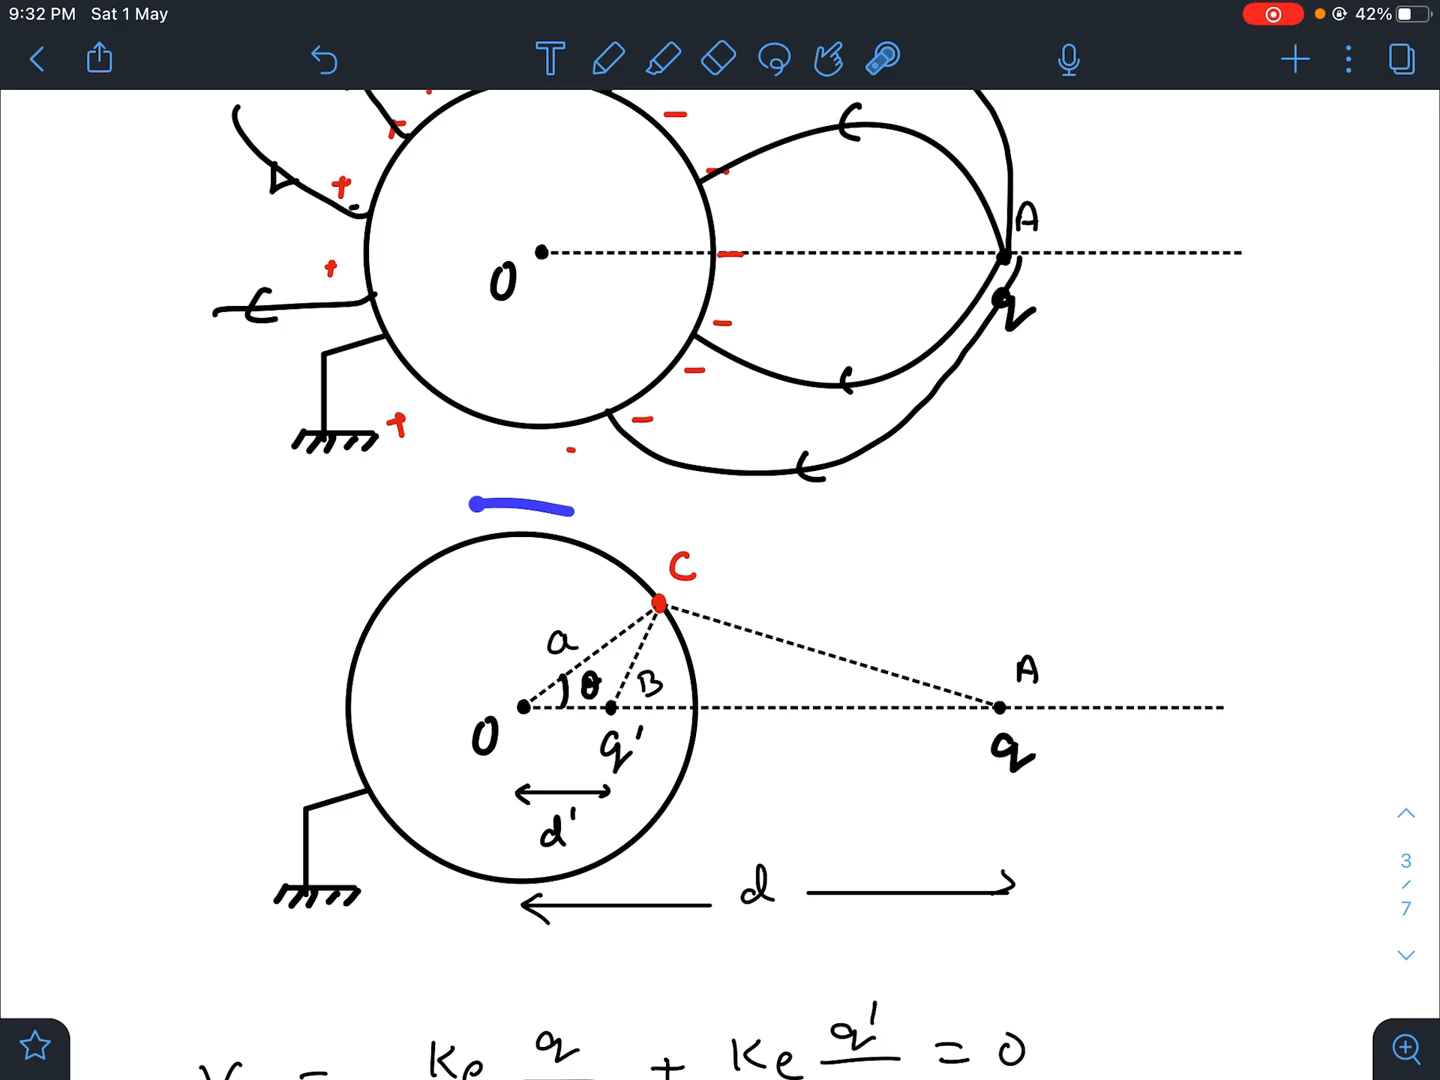 9:32 PM Sat 1 May
42%
T
A
O
q
C
a
θ
B
A
O
q'
q
d'
d
3
/
7
q q'
Ke + Ke = 0